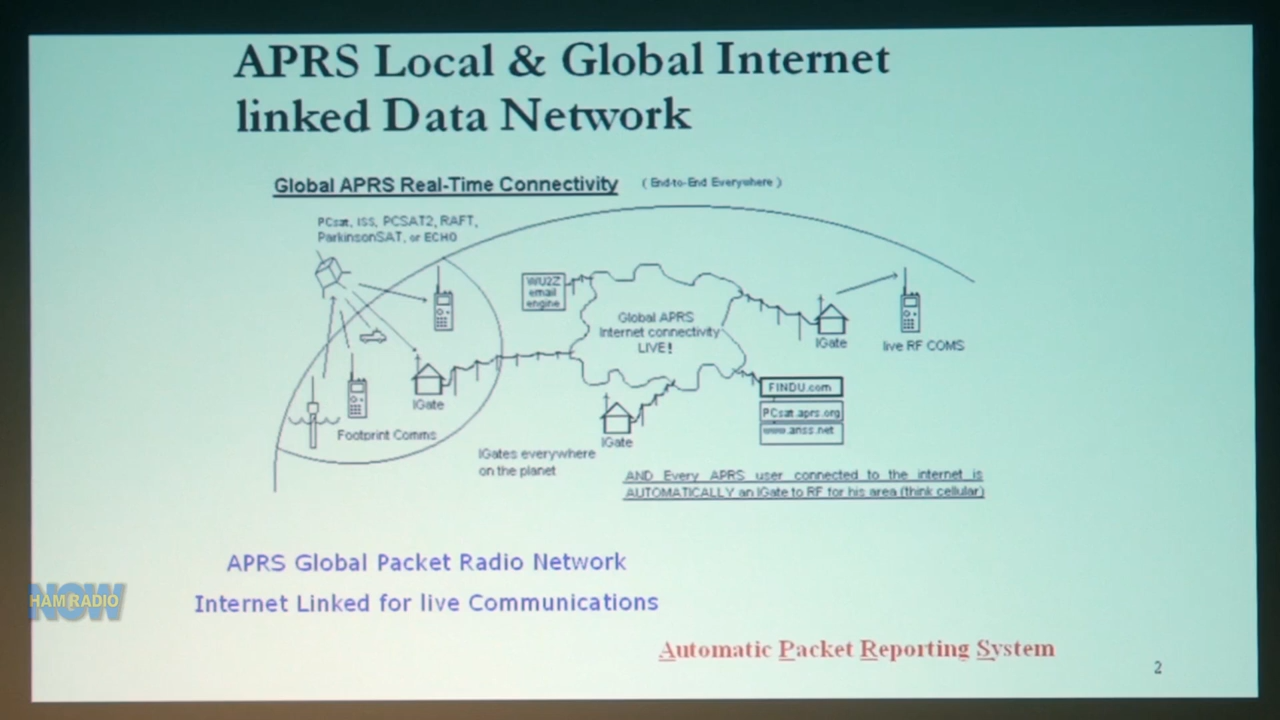 APRS Local & Global Internet
linked Data Network
Global APRS Real-Time Connectivity ( End-to-End Everywhere )
PCsat, ISS, PCSAT2, RAFT,
ParkinsonSAT, or ECHO
WU2Z
email
engine
Global APRS
Internet connectivity
LIVE!
IGate
live RF COMS
IGate
FINDU.com
PCsat.aprs.org
www.ariss.net
Footprint Comms
IGate
IGates everywhere
on the planet
AND Every APRS user connected to the internet is
AUTOMATICALLY an IGate to RF for his area (think cellular)
APRS Global Packet Radio Network
Internet Linked for live Communications
HAM RADIO
NOW
Automatic Packet Reporting System
2